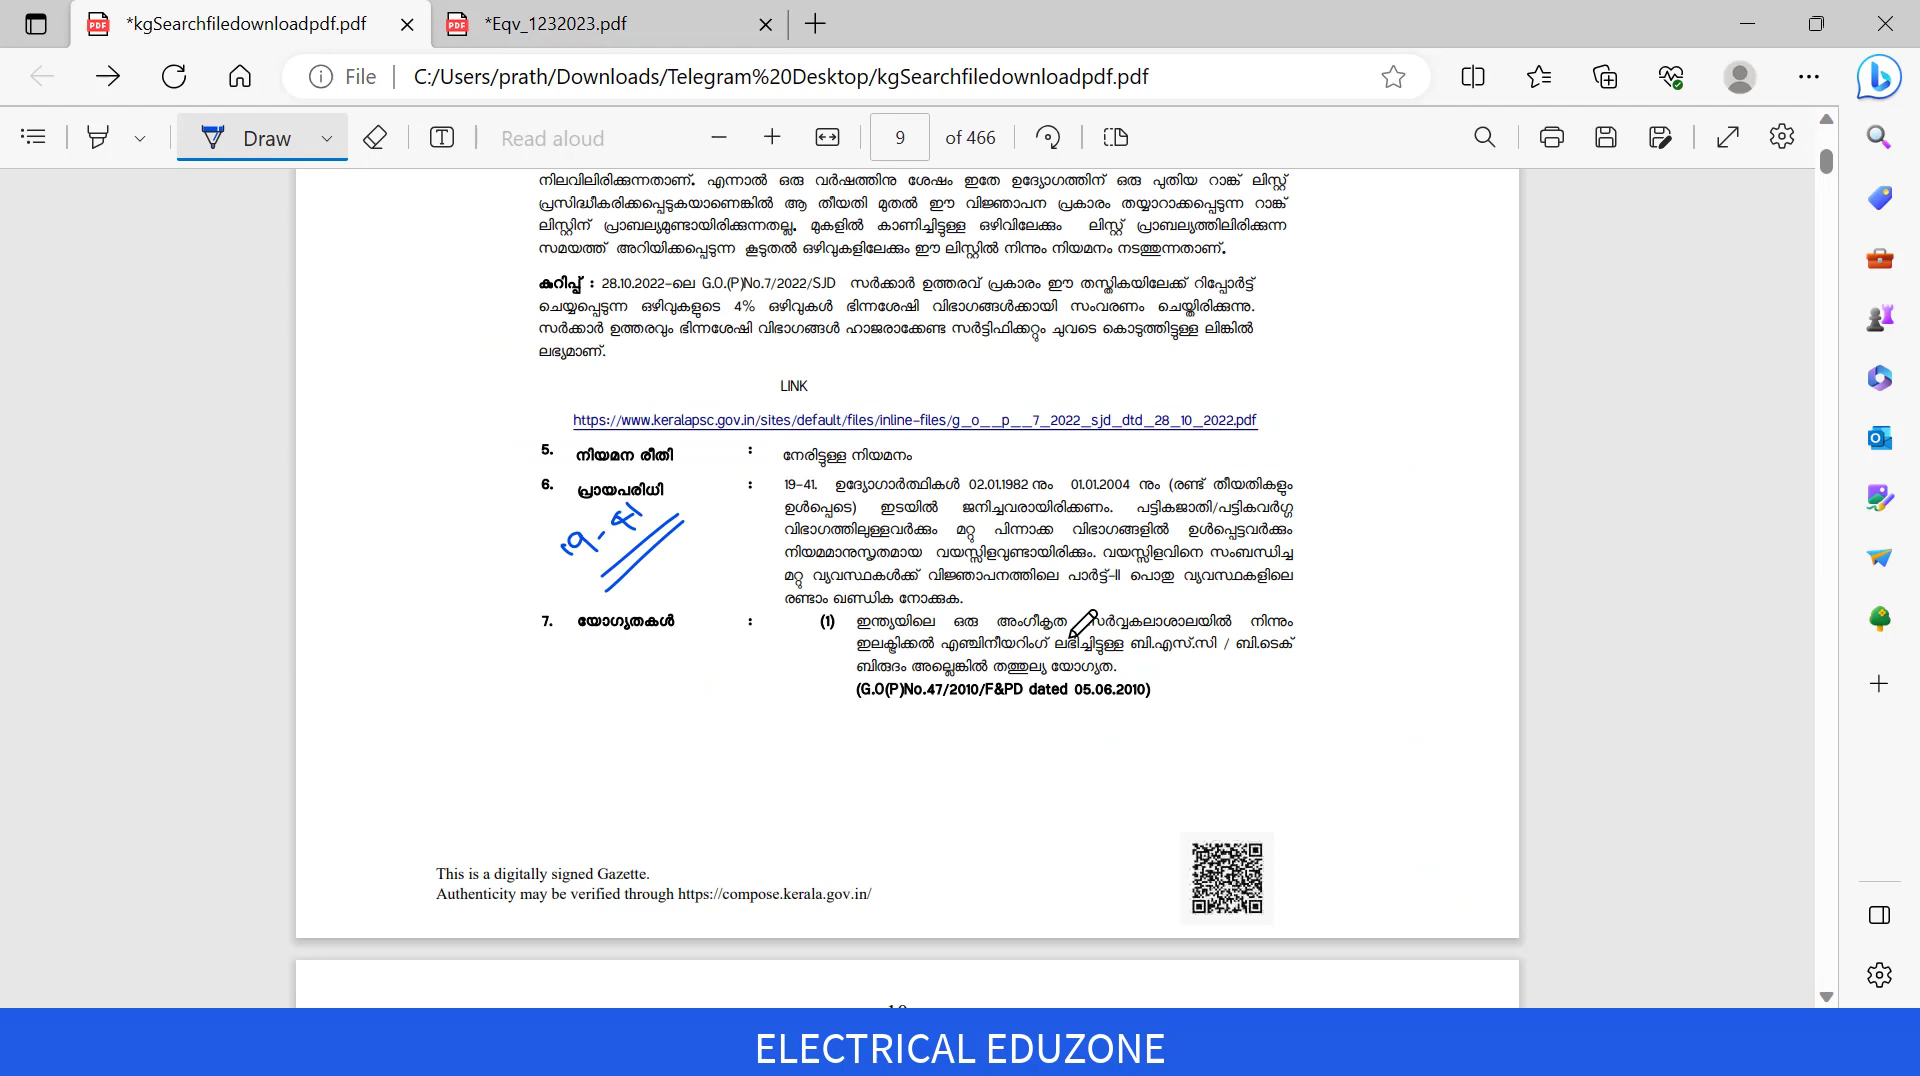 *kgSearchfiledownloadpdf.pdf
*Eqv_1232023.pdf
File
C:/Users/prath/Downloads/Telegram%20Desktop/kgSearchfiledownloadpdf.pdf
Draw
Read aloud
9 of 466
നിലവിലിരിക്കുന്നതാണ്. എന്നാൽ ഒരു വർഷത്തിനു ശേഷം ഇതേ ഉദ്യോഗത്തിന് ഒരു പുതിയ റാങ്ക് ലിസ്റ്റ്
പ്രസിദ്ധീകരിക്കപ്പെടുകയാണെങ്കിൽ ആ തീയതി മുതൽ ഈ വിജ്ഞാപന പ്രകാരം തയ്യാറാക്കപ്പെടുന്ന റാങ്ക്
ലിസ്റ്റിന് പ്രാബല്യമുണ്ടായിരിക്കുന്നതല്ല. മുകളിൽ കാണിച്ചിട്ടുള്ള ഒഴിവിലേക്കും ലിസ്റ്റ് പ്രാബല്യത്തിലിരിക്കുന്ന
സമയത്ത് അറിയിക്കപ്പെടുന്ന കൂടുതൽ ഒഴിവുകളിലേക്കും ഈ ലിസ്റ്റിൽ നിന്നും നിയമനം നടത്തുന്നതാണ്.
കുറിപ്പ് : 28.10.2022-ലെ G.O.(P)No.7/2022/SJD സർക്കാർ ഉത്തരവ് പ്രകാരം ഈ തസ്തികയിലേക്ക് റിപ്പോർട്ട്
ചെയ്യപ്പെടുന്ന ഒഴിവുകളുടെ 4% ഒഴിവുകൾ ഭിന്നശേഷി വിഭാഗങ്ങൾക്കായി സംവരണം ചെയ്തിരിക്കുന്നു.
സർക്കാർ ഉത്തരവും ഭിന്നശേഷി വിഭാഗങ്ങൾ ഹാജരാക്കേണ്ട സർട്ടിഫിക്കറ്റും ചുവടെ കൊടുത്തിട്ടുള്ള ലിങ്കിൽ
ലഭ്യമാണ്.
LINK
https://www.keralapsc.gov.in/sites/default/files/inline-files/g_o__p__7_2022_sjd_dtd_28_10_2022.pdf
5. നിയമന രീതി : നേരിട്ടുള്ള നിയമനം
6. പ്രായപരിധി : 19-41. ഉദ്യോഗാർത്ഥികൾ 02.01.1982 നും 01.01.2004 നും (രണ്ട് തീയതികളും
ഉൾപ്പെടെ) ഇടയിൽ ജനിച്ചവരായിരിക്കണം. പട്ടികജാതി/പട്ടികവർഗ്ഗ
വിഭാഗത്തിലുള്ളവർക്കും മറ്റു പിന്നാക്ക വിഭാഗങ്ങളിൽ ഉൾപ്പെട്ടവർക്കും
നിയമമാനുസൃതമായ വയസ്സിളവുണ്ടായിരിക്കും. വയസ്സിളവിനെ സംബന്ധിച്ച
മറ്റു വ്യവസ്ഥകൾക്ക് വിജ്ഞാപനത്തിലെ പാർട്ട്-II പൊതു വ്യവസ്ഥകളിലെ
രണ്ടാം ഖണ്ഡിക നോക്കുക.
19-41
7. യോഗ്യതകൾ : (1) ഇന്ത്യയിലെ ഒരു അംഗീകൃത സർവ്വകലാശാലയിൽ നിന്നും
ഇലക്ട്രിക്കൽ എഞ്ചിനീയറിംഗ് ലഭിച്ചിട്ടുള്ള ബി.എസ്.സി / ബി.ടെക്
ബിരുദം അല്ലെങ്കിൽ തത്തുല്യ യോഗ്യത.
(G.O(P)No.47/2010/F&PD dated 05.06.2010)
This is a digitally signed Gazette.
Authenticity may be verified through https://compose.kerala.gov.in/
ELECTRICAL EDUZONE